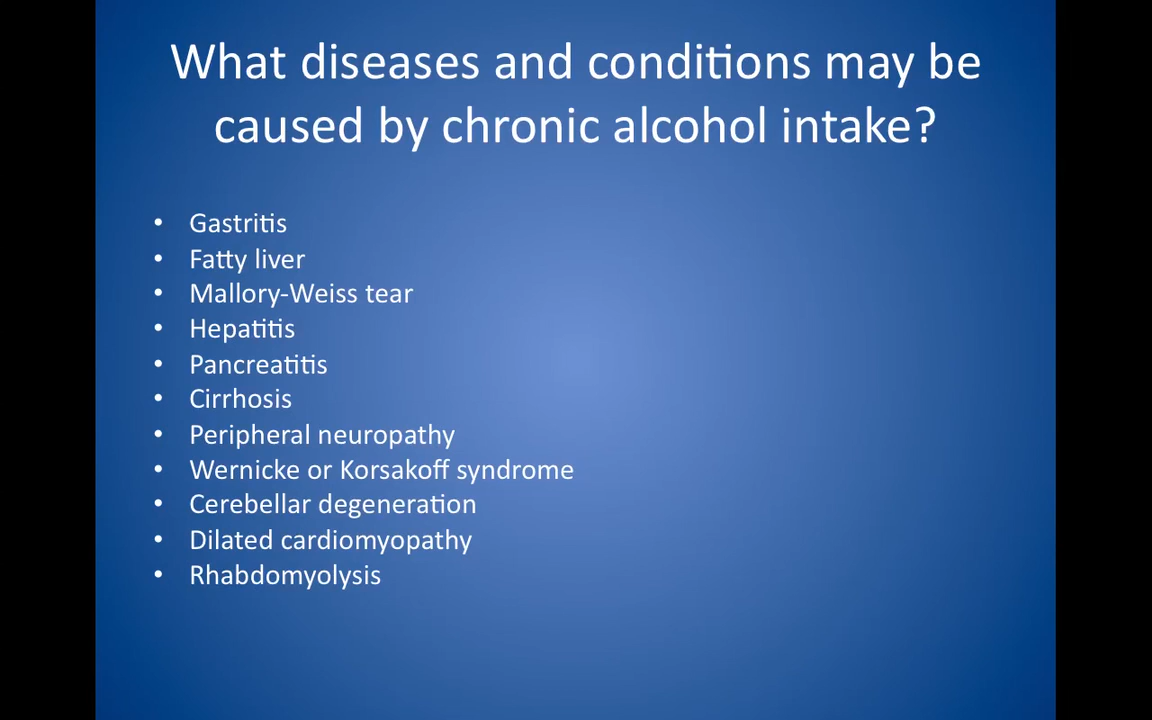 What diseases and conditions may be
caused by chronic alcohol intake?
• Gastritis
• Fatty liver
• Mallory-Weiss tear
• Hepatitis
• Pancreatitis
• Cirrhosis
• Peripheral neuropathy
• Wernicke or Korsakoff syndrome
• Cerebellar degeneration
• Dilated cardiomyopathy
• Rhabdomyolysis